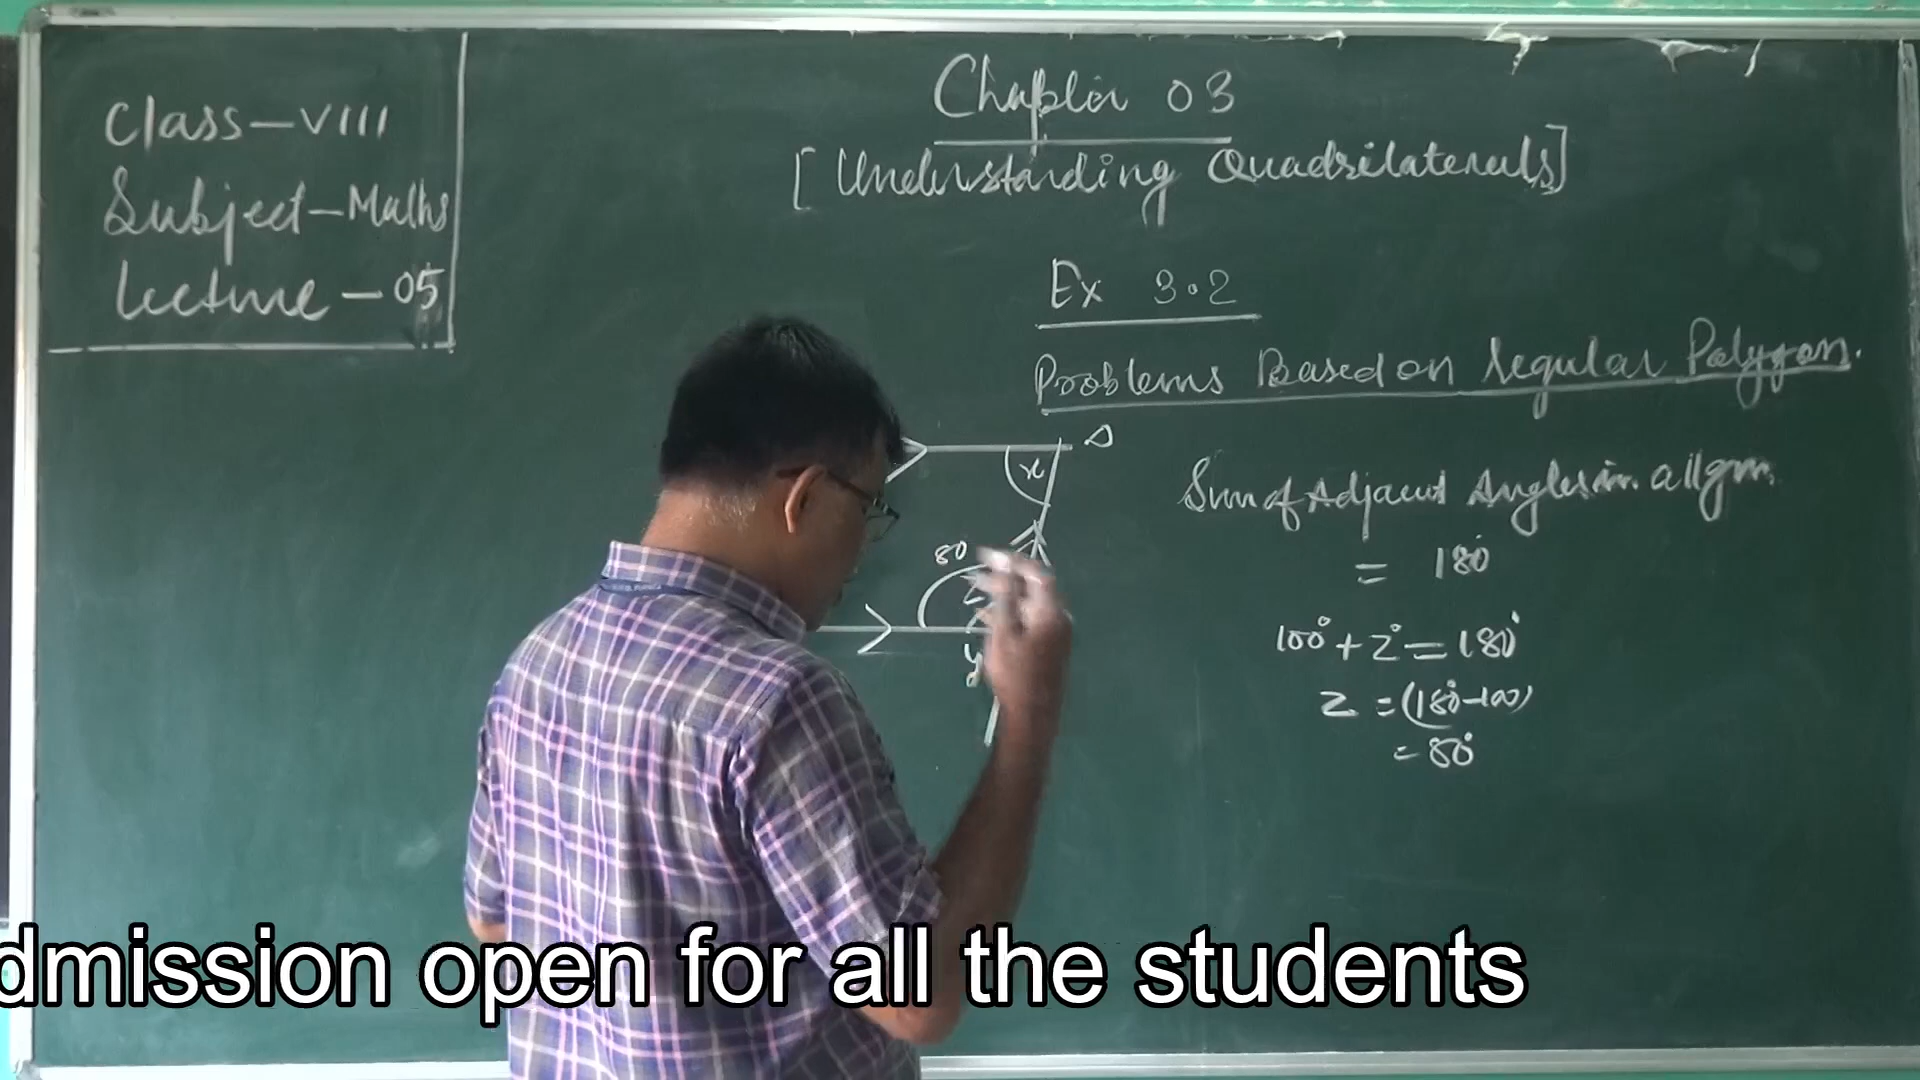 Class-VIII
Subject-Maths
Lecture-05
Chapter 03
[Understanding Quadrilaterals]
Ex 3.2
Problems Based on regular Polygon.
D
x
80
Z
y
Sum of Adjacent Angles in a llgm.
= 180°
100° + Z° = 180°
Z = (180°-100)
= 80°
dmission open for all the students